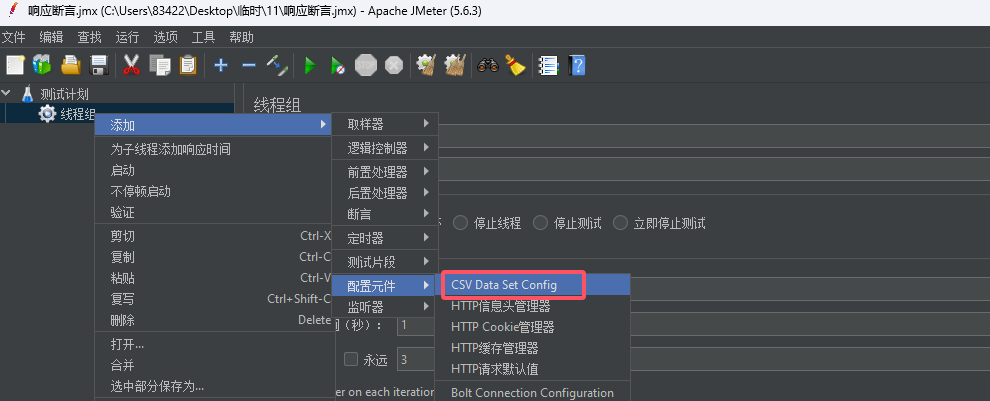 响应断言.jmx (C:\Users\83422\Desktop\临时\11\响应断言.jmx) - Apache JMeter (5.6.3)
文件 编辑 查找 运行 选项 工具 帮助
STOP
测试计划
线程组
线程组
添加
为子线程添加响应时间
启动
不停顿启动
验证
剪切 Ctrl-X
复制 Ctrl-C
粘贴 Ctrl-V
复写 Ctrl+Shift-C
删除 Delete
打开...
合并
选中部分保存为...
取样器
逻辑控制器
前置处理器
后置处理器
断言
定时器
测试片段
配置元件
监听器
CSV Data Set Config
HTTP信息头管理器
HTTP Cookie管理器
HTTP缓存管理器
HTTP请求默认值
Bolt Connection Configuration
停止线程 停止测试 立即停止测试
（秒）： 1
永远 3
er on each iteration